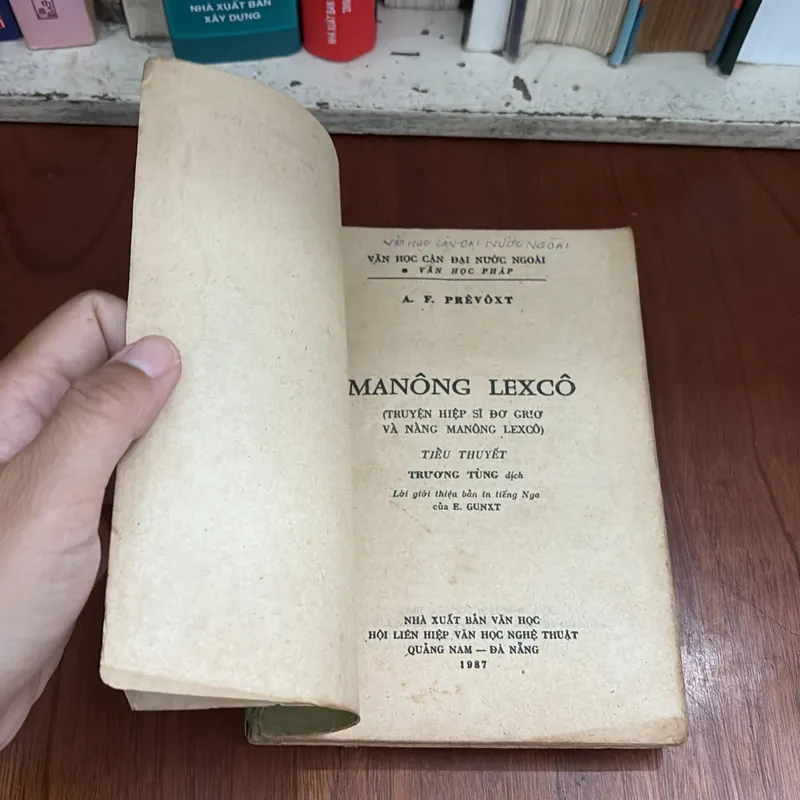 NHÀ XUẤT BẢN
XÂY DỰNG
VĂN HỌC CẬN ĐẠI NƯỚC NGOÀI
VĂN HỌC CẬN ĐẠI NƯỚC NGOÀI
* VĂN HỌC PHÁP
A. F. PRÊVÔXT
MANÔNG LEXCÔ
(TRUYỆN HIỆP SĨ ĐƠ GRIƠ
VÀ NÀNG MANÔNG LEXCÔ)
TIỂU THUYẾT
TRƯƠNG TÙNG dịch
Lời giới thiệu bản in tiếng Nga
của E. GUNXT
NHÀ XUẤT BẢN VĂN HỌC
HỘI LIÊN HIỆP VĂN HỌC NGHỆ THUẬT
QUẢNG NAM — ĐÀ NẴNG
1987